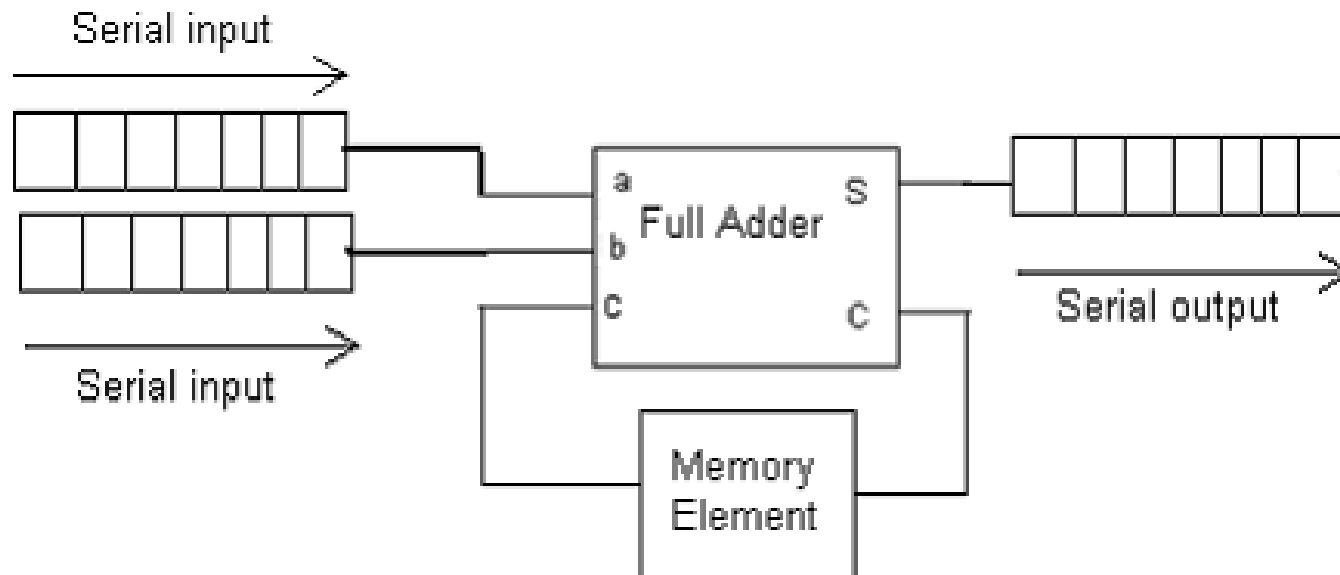 Serial input
Serial input
a
b
c
Full Adder
S
C
Serial output
Memory
Element